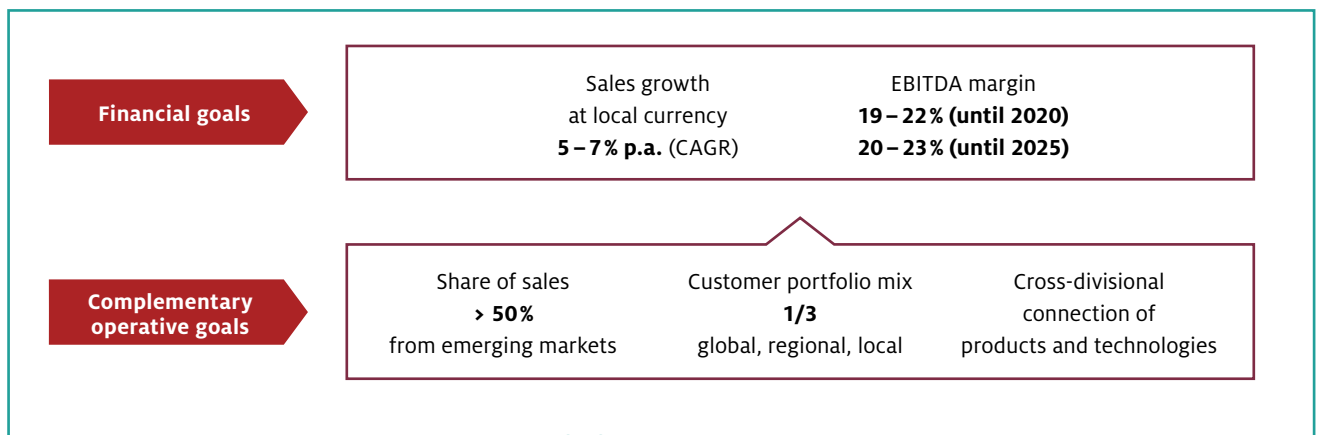 Financial goals
Sales growth
at local currency
5 – 7 % p.a. (CAGR)
EBITDA margin
19 – 22 % (until 2020)
20 – 23 % (until 2025)
Complementary
operative goals
Share of sales
> 50 %
from emerging markets
Customer portfolio mix
1/3
global, regional, local
Cross-divisional
connection of
products and technologies